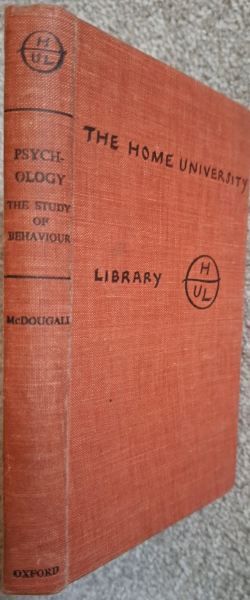 H
UL
PSYCH-
OLOGY
THE STUDY
OF
BEHAVIOUR
McDOUGALL
OXFORD
THE HOME UNIVERSITY
LIBRARY
H
UL